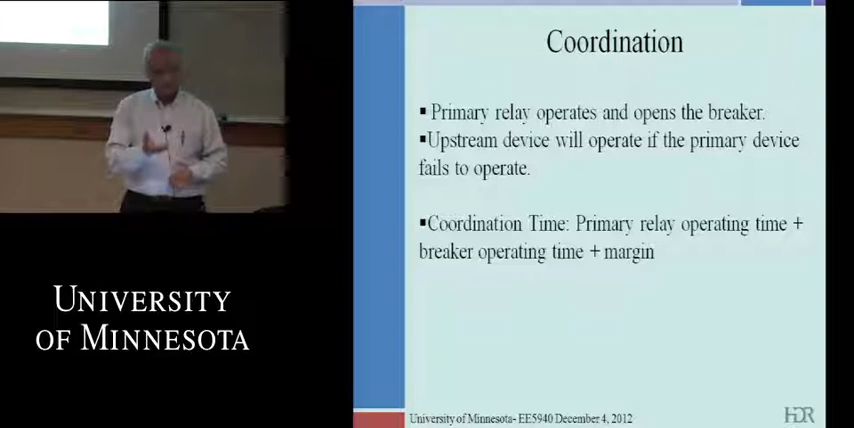 Coordination
▪ Primary relay operates and opens the breaker.
▪Upstream device will operate if the primary device
fails to operate.
▪Coordination Time: Primary relay operating time +
breaker operating time + margin
UNIVERSITY
OF MINNESOTA
University of Minnesota- EE5940 December 4, 2012
HDR